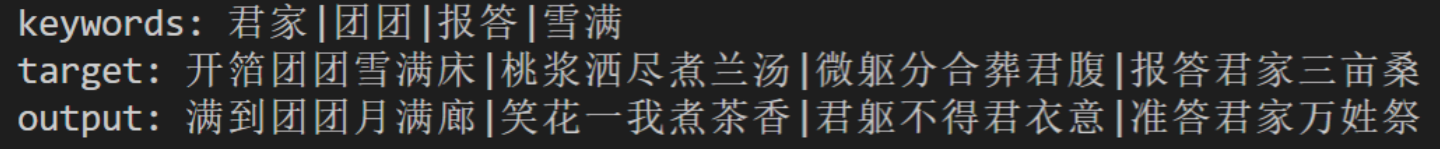 keywords: 君家|团团|报答|雪满
target: 开箔团团雪满床|桃浆洒尽煮兰汤|微躯分合葬君腹|报答君家三亩桑
output: 满到团团月满廊|笑花一我煮茶香|君躯不得君衣意|准答君家万姓祭